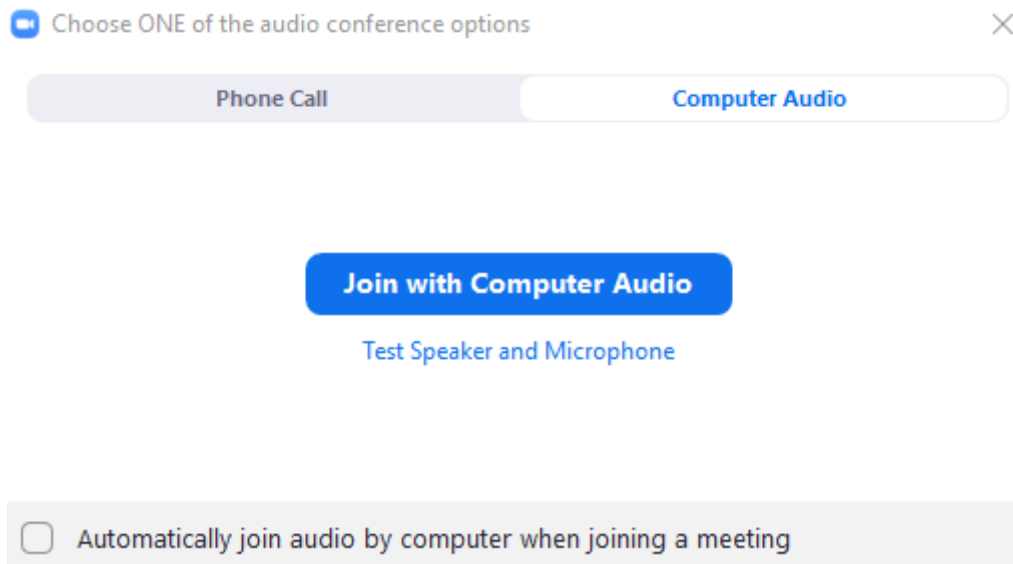 Choose ONE of the audio conference options
Phone Call Computer Audio
Join with Computer Audio
Test Speaker and Microphone
Automatically join audio by computer when joining a meeting